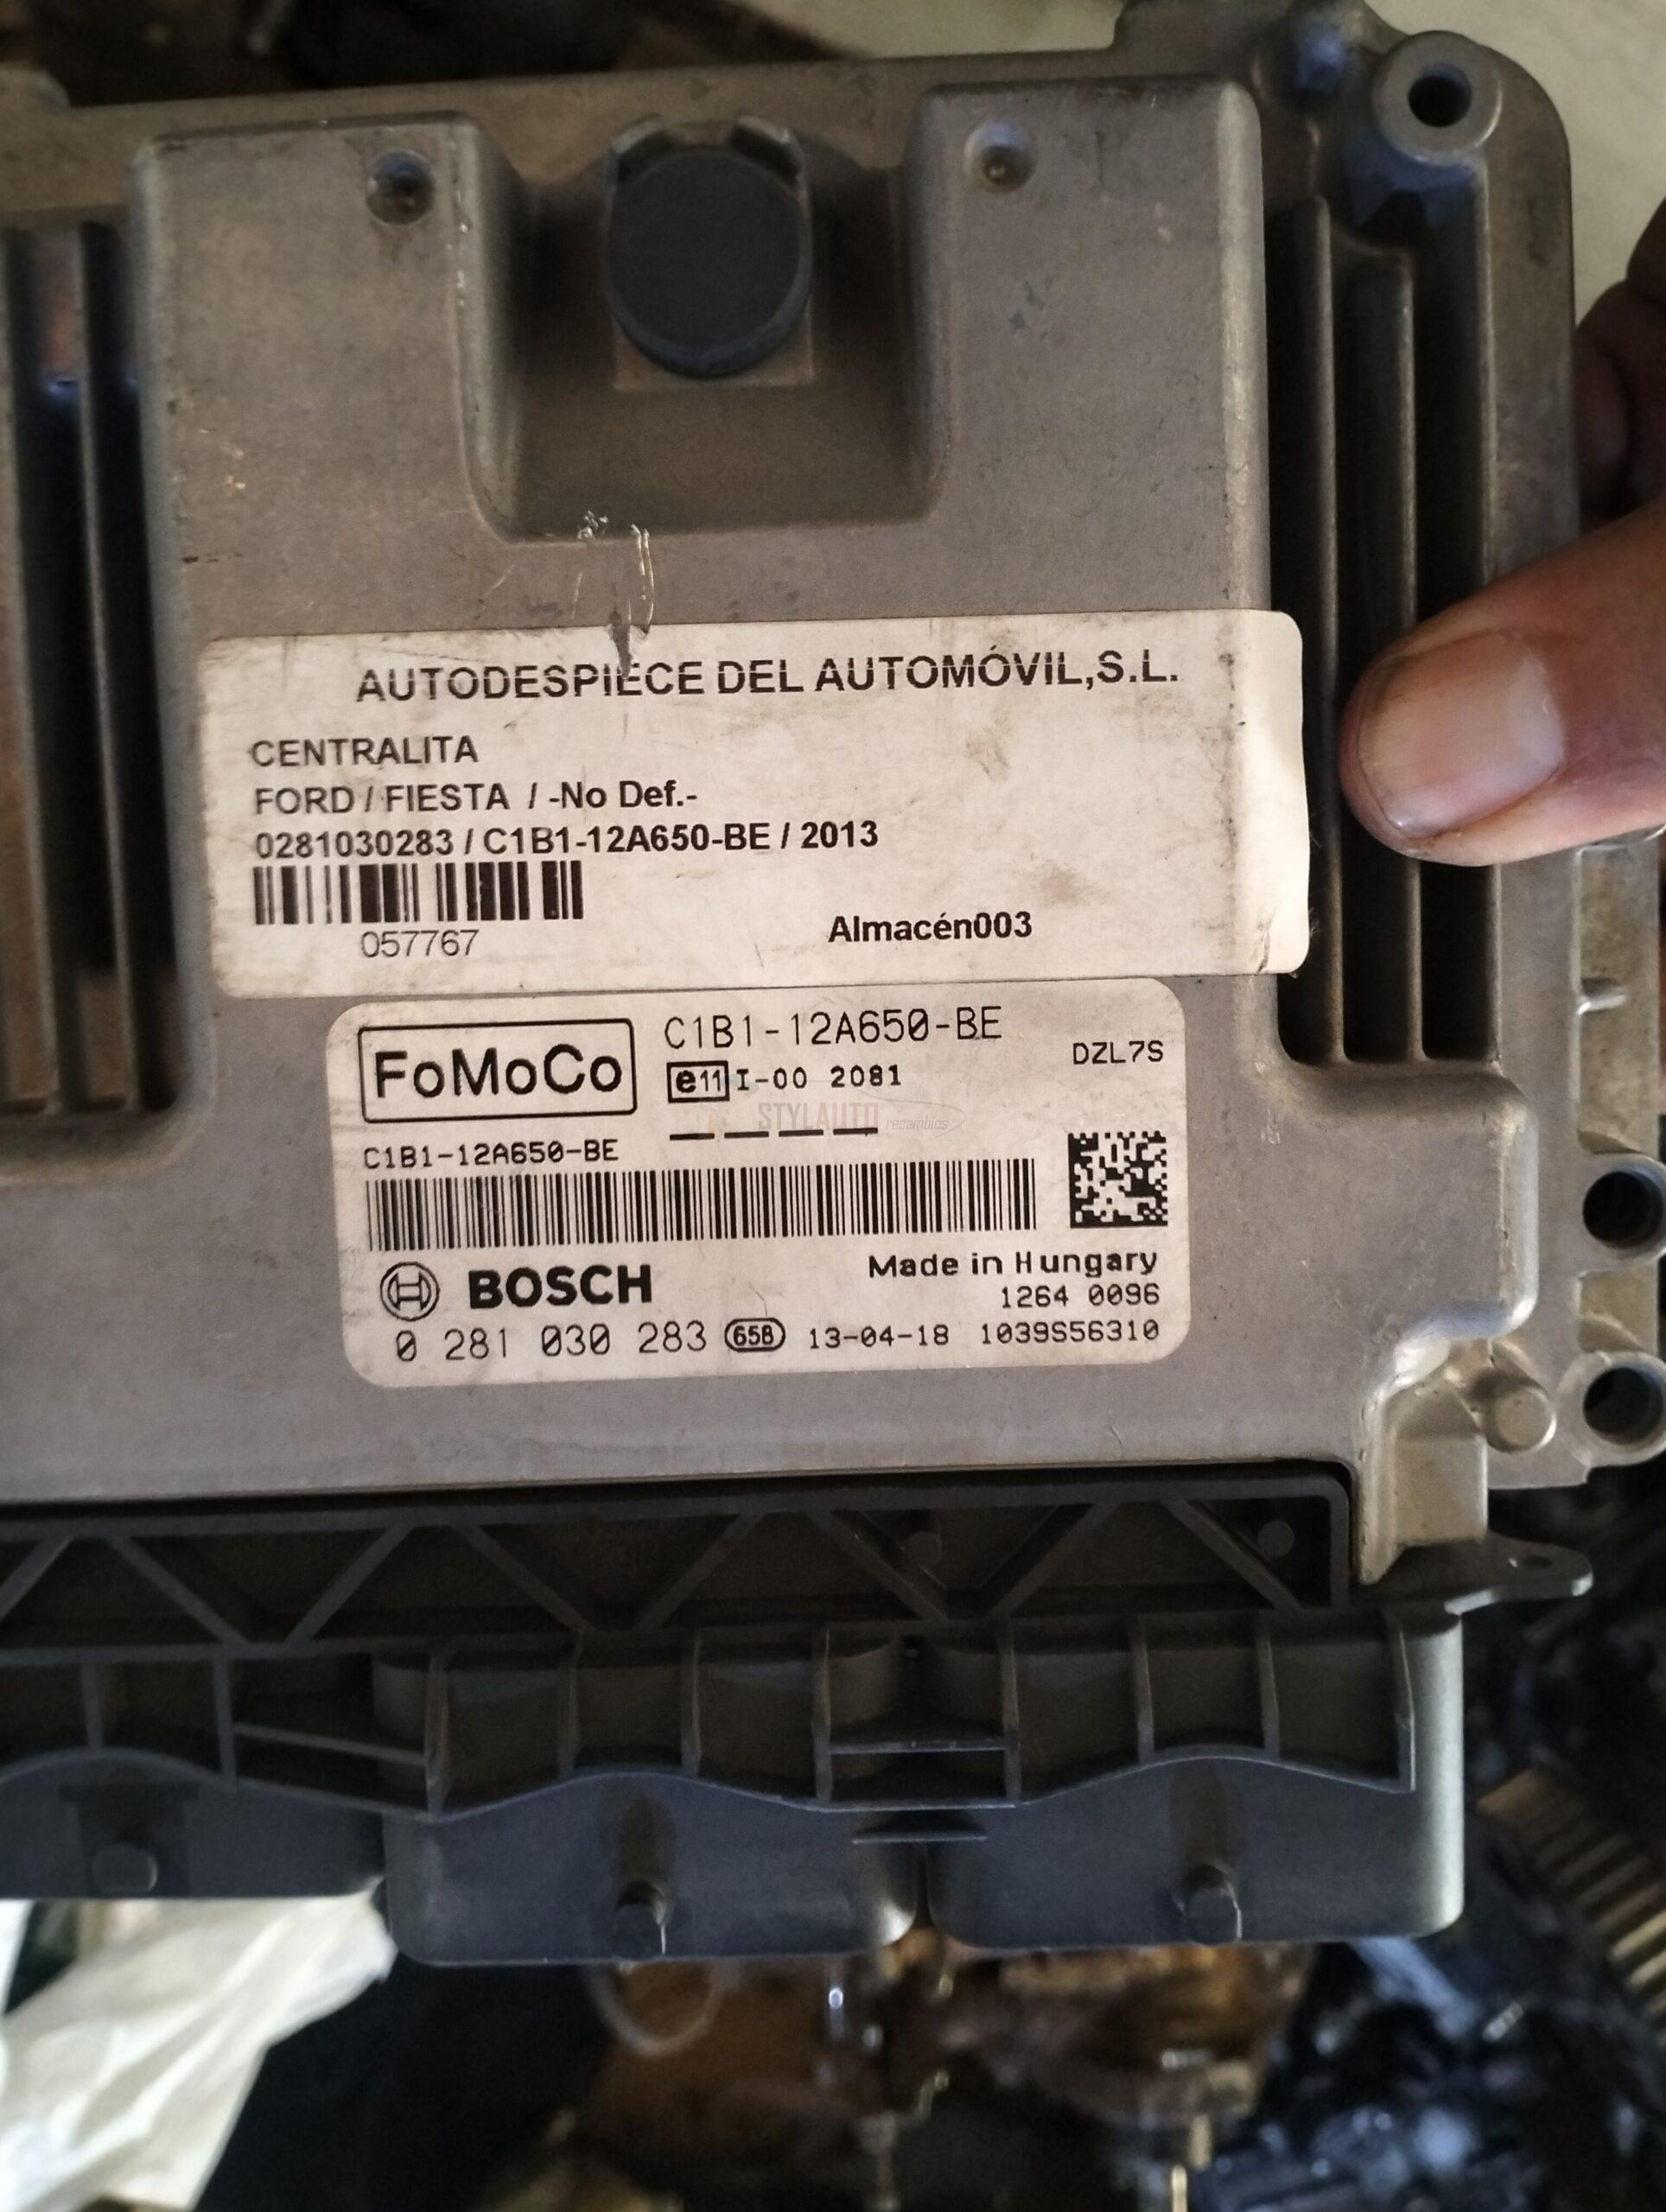 AUTODESPIECE DEL AUTOMÓVIL,S.L.
CENTRALITA
FORD / FIESTA / -No Def.-
0281030283 / C1B1-12A650-BE / 2013
057767
Almacén003
FoMoCo
C1B1-12A650-BE
DZL7S
e11 I-00 2081
STYLAUTO recambios
C1B1-12A650-BE
BOSCH
Made in Hungary
1264 0096
0 281 030 283 658 13-04-18 1039S56310